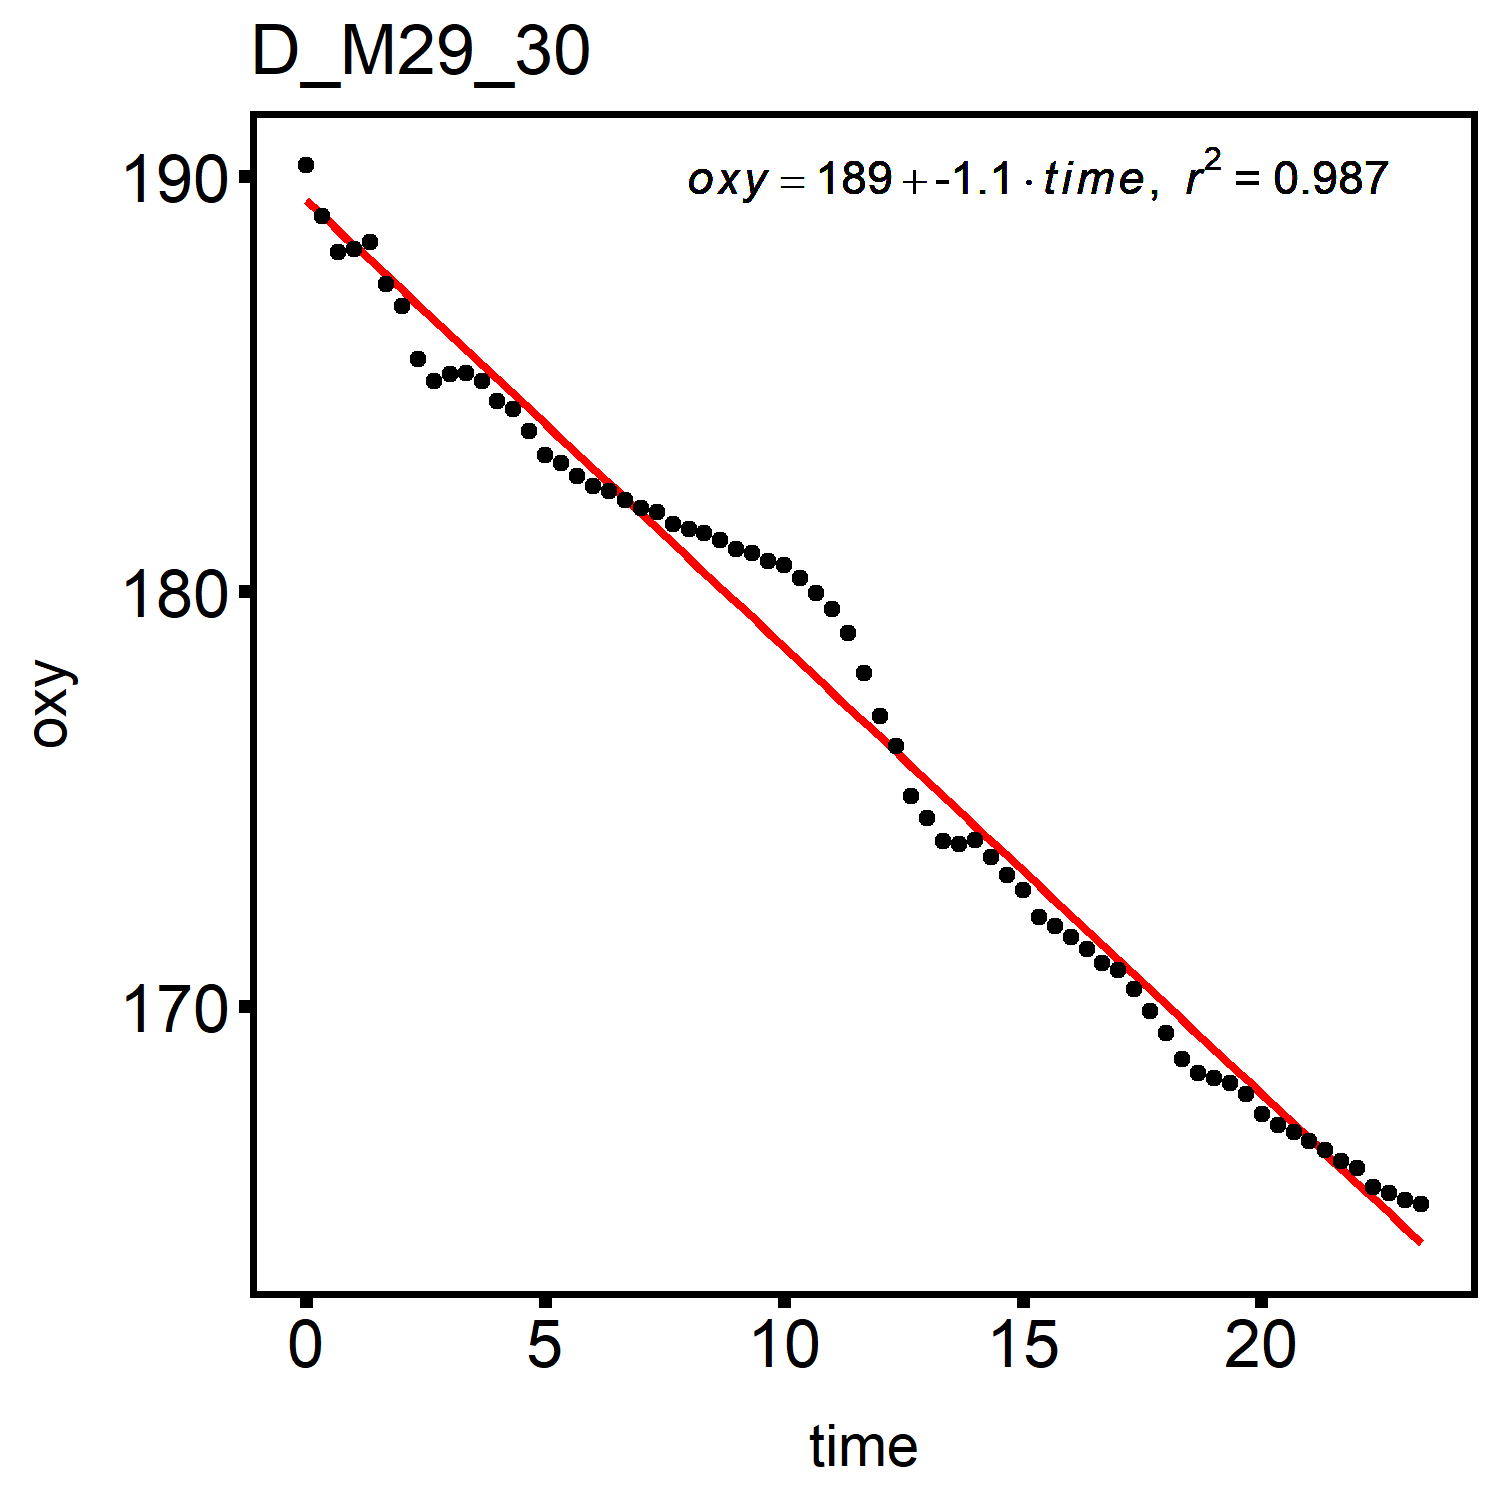 D_M29_30
oxy = 189 + -1.1 · time, r² = 0.987
190
180
170
oxy
0 5 10 15 20
time